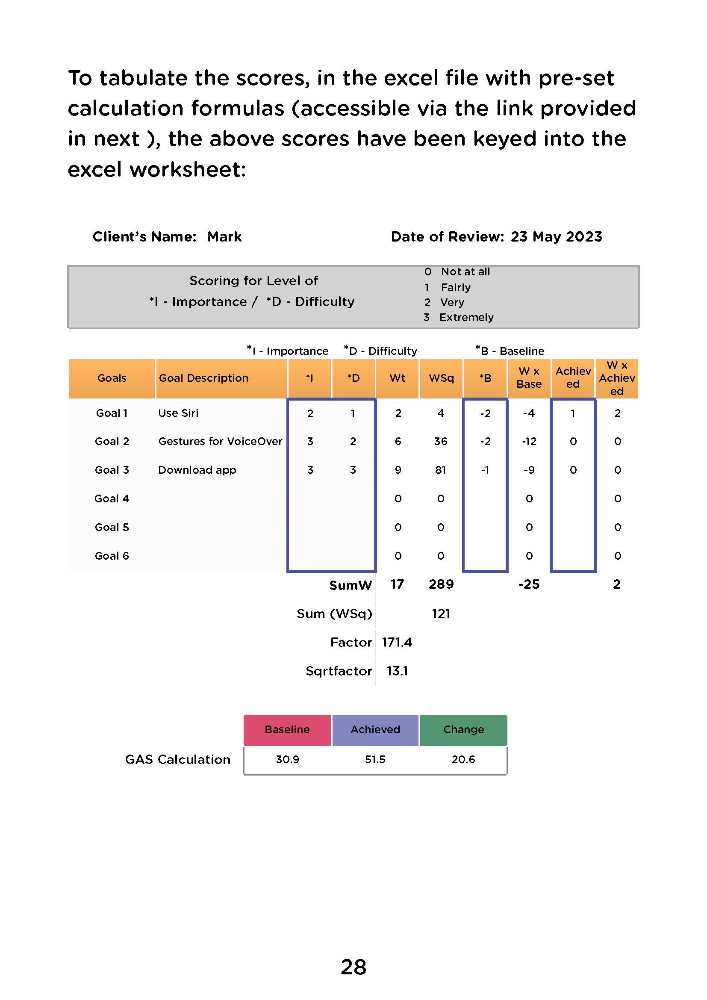 To tabulate the scores, in the excel file with pre-set
calculation formulas (accessible via the link provided
in next ), the above scores have been keyed into the
excel worksheet:
Client’s Name: Mark Date of Review: 23 May 2023
Scoring for Level of
*I - Importance / *D - Difficulty
0 Not at all
1 Fairly
2 Very
3 Extremely
*I - Importance *D - Difficulty *B - Baseline
Goals Goal Description *I *D Wt WSq *B W x Base Achieved W x Achieved
Goal 1 Use Siri 2 1 2 4 -2 -4 1 2
Goal 2 Gestures for VoiceOver 3 2 6 36 -2 -12 0 0
Goal 3 Download app 3 3 9 81 -1 -9 0 0
Goal 4 0 0 0 0
Goal 5 0 0 0 0
Goal 6 0 0 0 0
SumW 17 289 -25 2
Sum (WSq) 121
Factor 171.4
Sqrtfactor 13.1
Baseline Achieved Change
GAS Calculation 30.9 51.5 20.6
28